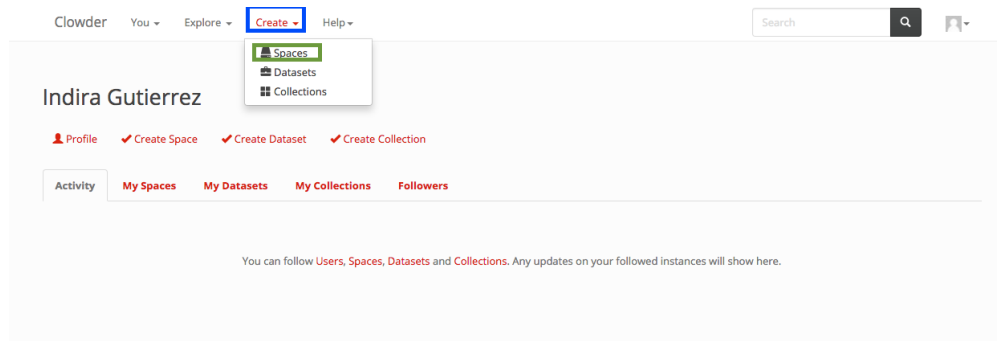 Clowder You Explore Create Help Search
Spaces
Datasets
Collections
Indira Gutierrez
Profile Create Space Create Dataset Create Collection
Activity My Spaces My Datasets My Collections Followers
You can follow Users, Spaces, Datasets and Collections. Any updates on your followed instances will show here.